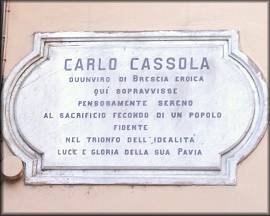 CARLO CASSOLA
DUUNVIRO DI BRESCIA EROICA
QUI SOPRAVVISSE
PENSOSAMENTE SERENO
AL SACRIFICIO FECONDO DI UN POPOLO
FIDENTE
NEL TRIONFO DELL'IDEALITÀ
LUCE E GLORIA DELLA SUA PAVIA